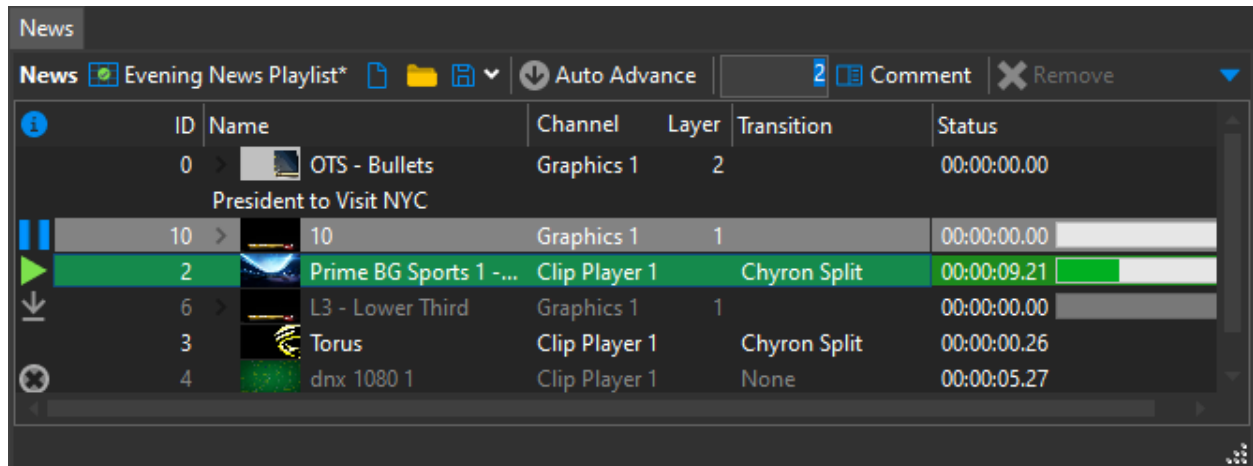 News
News Evening News Playlist* Auto Advance 2 Comment Remove
ID Name Channel Layer Transition Status
0 OTS - Bullets Graphics 1 2 00:00:00.00
President to Visit NYC
10 10 Graphics 1 1 00:00:00.00
2 Prime BG Sports 1 -... Clip Player 1 Chyron Split 00:00:09.21
6 L3 - Lower Third Graphics 1 1 00:00:00.00
3 Torus Clip Player 1 Chyron Split 00:00:00.26
4 dnx 1080 1 Clip Player 1 None 00:00:05.27